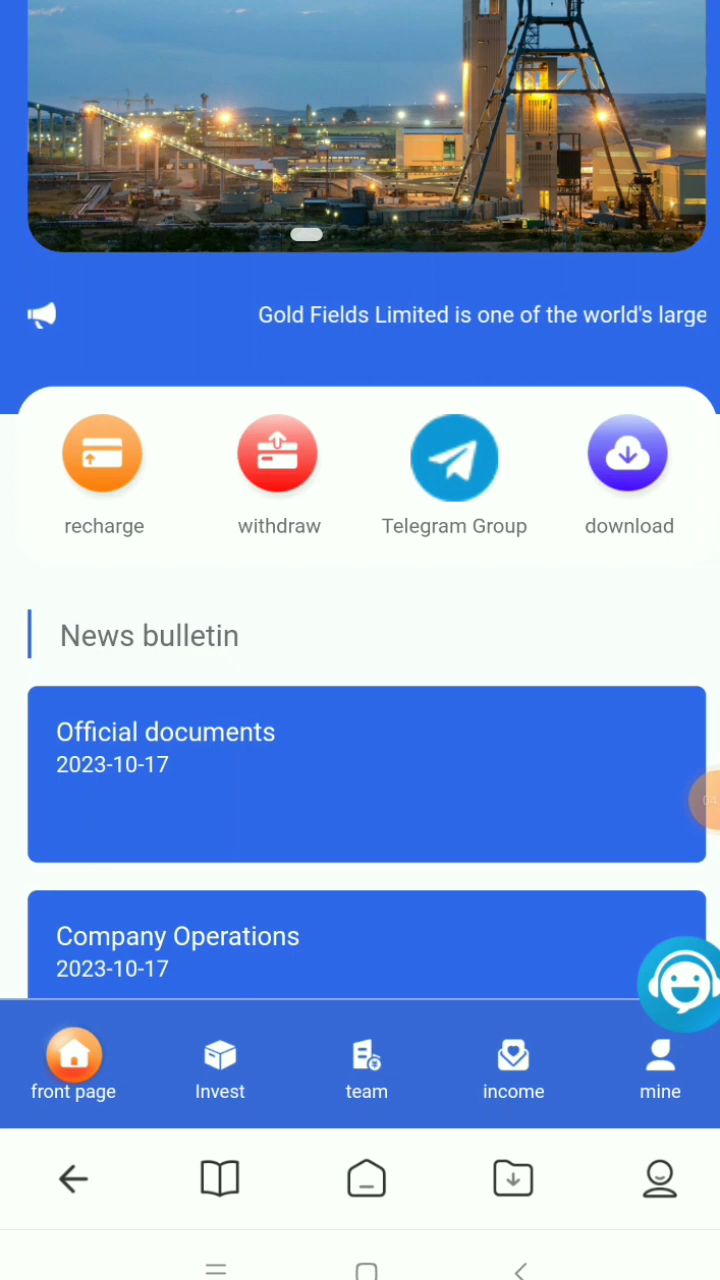 Gold Fields Limited is one of the world's large
recharge
withdraw
Telegram Group
download
News bulletin
Official documents
2023-10-17
Company Operations
2023-10-17
front page
Invest
team
income
mine